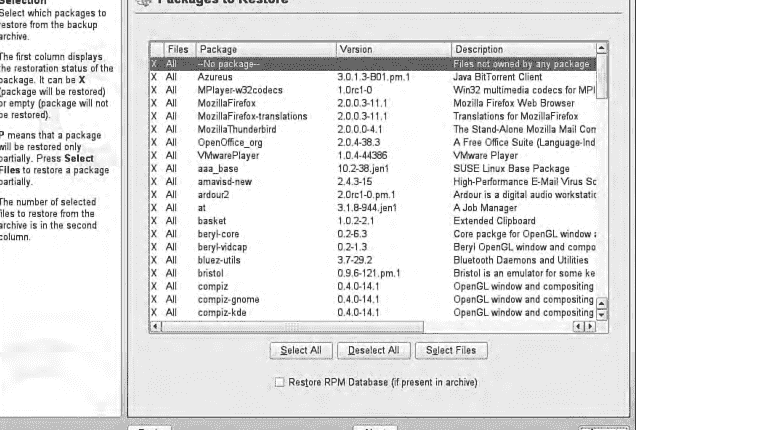 Selection
Select which packages to
restore from the backup
archive.
The first column displays
the restoration status of the
package. It can be X
(package will be restored)
or empty (package will not
be restored).
P means that a package
will be restored only
partially. Press Select
Files to restore a package
partially.
The number of selected
files to restore from the
archive is in the second
column.
Packages to Restore
Files Package Version Description
X All --No package-- Files not owned by any package
X All Azureus 3.0.1.3-B01.pm.1 Java BitTorrent Client
X All MPlayer-w32codecs 1.0rc1-0 Win32 multimedia codecs for MPl
X All MozillaFirefox 2.0.0.3-11.1 Mozilla Firefox Web Browser
X All MozillaFirefox-translations 2.0.0.3-11.1 Translations for MozillaFirefox
X All MozillaThunderbird 2.0.0.0-4.1 The Stand-Alone Mozilla Mail Com
X All OpenOffice_org 2.0.4-38.3 A Free Office Suite (Language-Ind
X All VMwarePlayer 1.0.4-44386 VMware Player
X All aaa_base 10.2-38.jen1 SUSE Linux Base Package
X All amavisd-new 2.4.3-15 High-Performance E-Mail Virus Sc
X All ardour2 2.0rc1-0.pm.1 Ardour is a digital audio workstatic
X All at 3.1.8-944.jen1 A Job Manager
X All basket 1.0.2-2.1 Extended Clipboard
X All beryl-core 0.2-6.3 Core packge for OpenGL window a
X All beryl-vidcap 0.2-1.3 Beryl OpenGL window and compo
X All bluez-utils 3.7-29.2 Bluetooth Daemons and Utilities
X All bristol 0.9.6-121.pm.1 Bristol is an emulator for some ke
X All compiz 0.4.0-14.1 OpenGL window and compositing
X All compiz-gnome 0.4.0-14.1 OpenGL window and compositing
X All compiz-kde 0.4.0-14.1 OpenGL window and compositing
Select All Deselect All Select Files
Restore RPM Database (if present in archive)